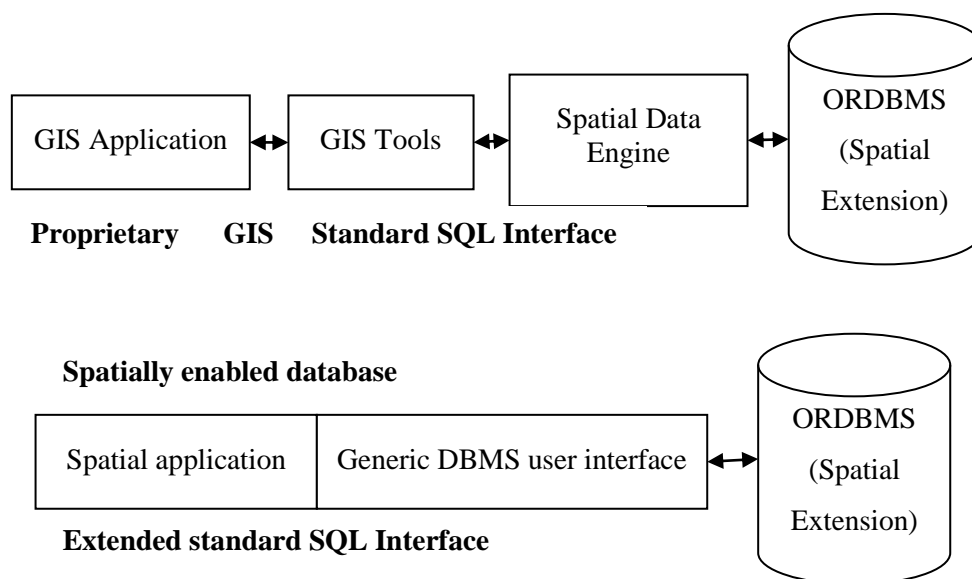 GIS Application
GIS Tools
Spatial Data
Engine
ORDBMS
(Spatial
Extension)
Proprietary GIS Standard SQL Interface
Spatially enabled database
Spatial application
Generic DBMS user interface
ORDBMS
(Spatial
Extension)
Extended standard SQL Interface